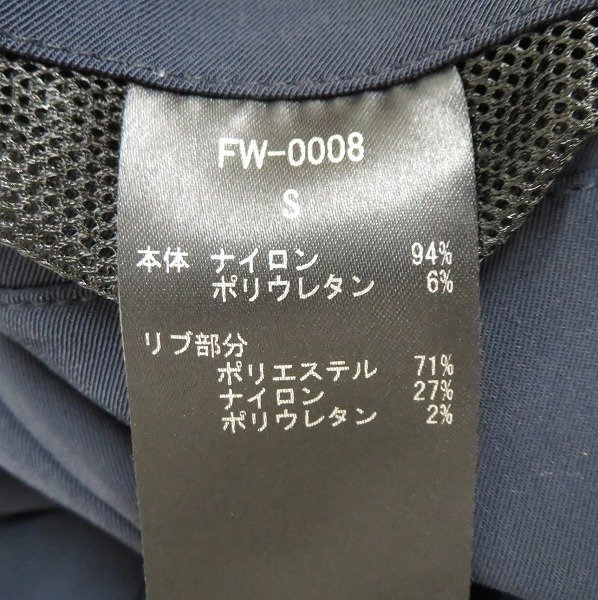 FW-0008
S
本体 ナイロン 94%
ポリウレタン 6%
リブ部分
ポリエステル 71%
ナイロン 27%
ポリウレタン 2%